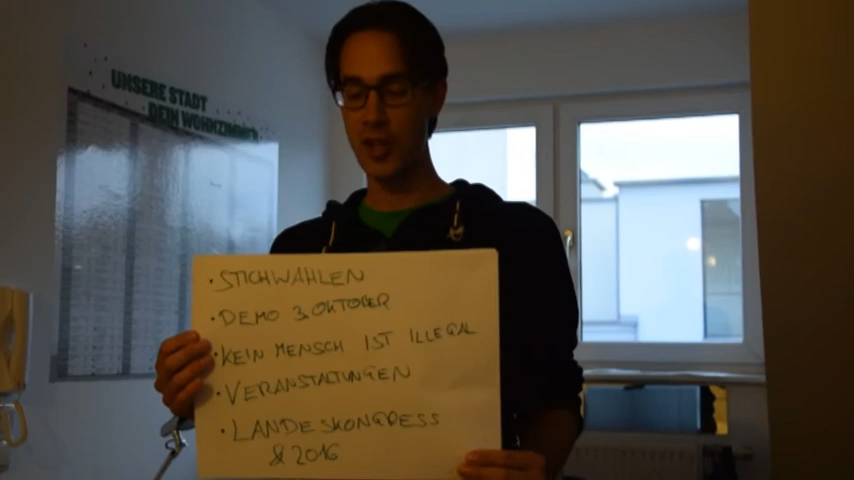 UNSERE STADT
DEIN WOHNZIMMER
• STICHWAHLEN
• DEMO 3. OKTOBER
• KEIN MENSCH IST ILLEGAL
• VERANSTALTUNGEN
• LANDESKONGRESS
& 2016